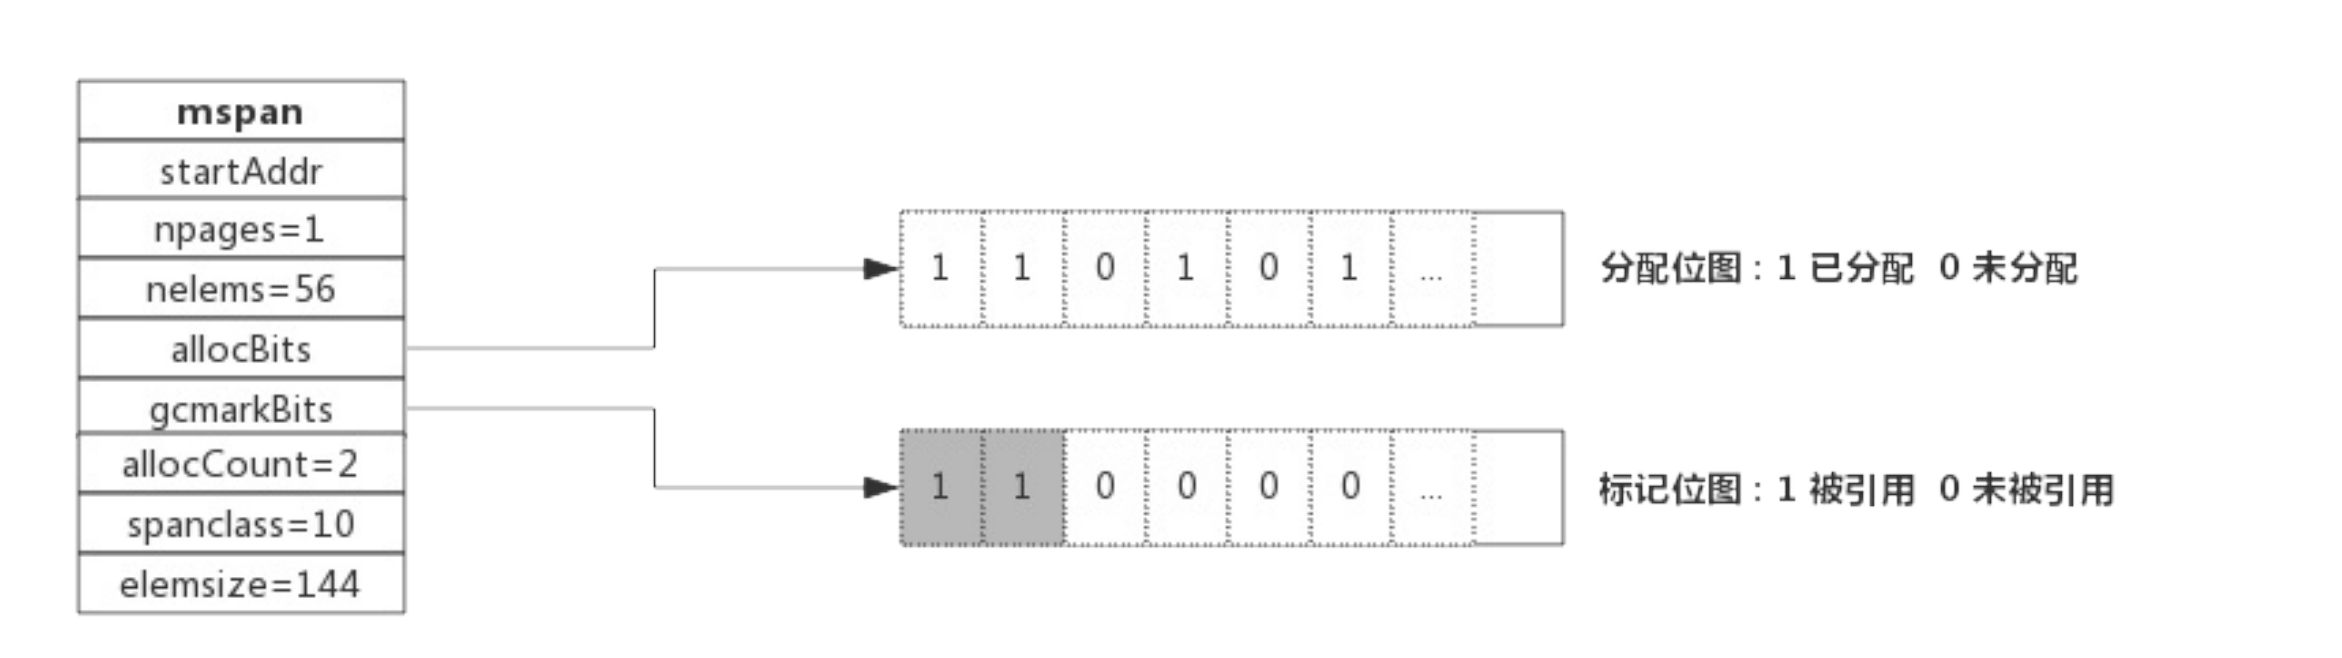 mspan
startAddr
npages=1
nelems=56
allocBits
gcmarkBits
allocCount=2
spanclass=10
elemsize=144
1 1 0 1 0 1 ...
分配位图：1 已分配 0 未分配
1 1 0 0 0 0 ...
标记位图：1 被引用 0 未被引用